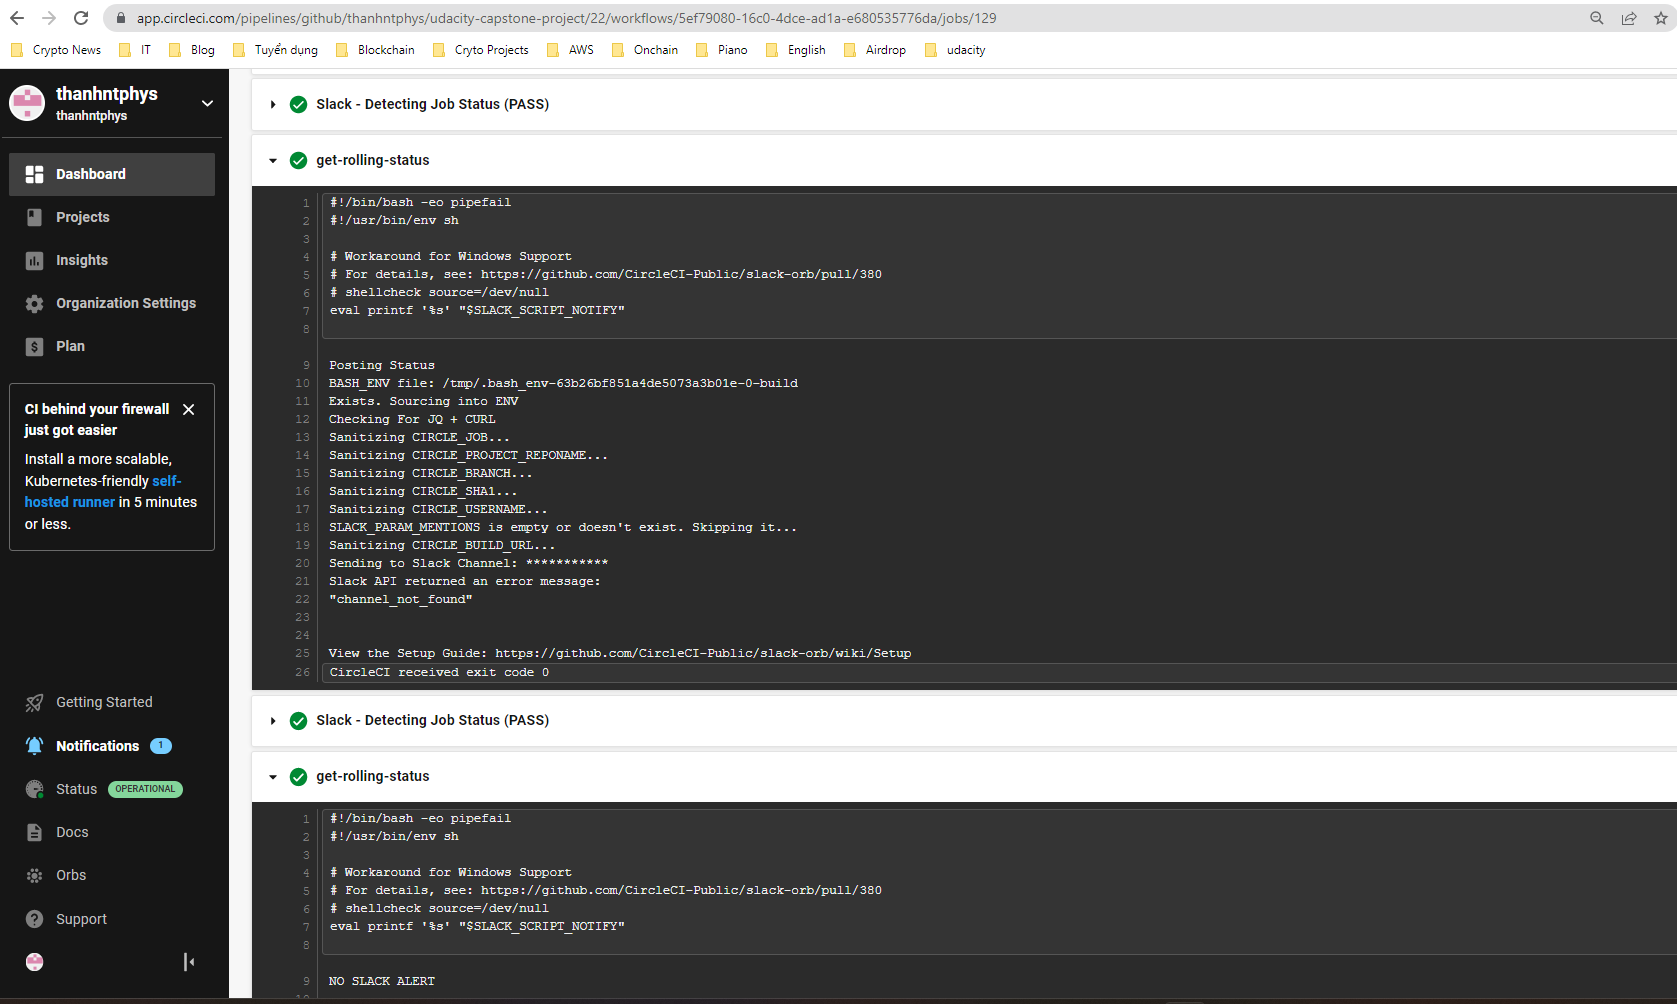 app.circleci.com/pipelines/github/thanhntphys/udacity-capstone-project/22/workflows/5ef79080-16c0-4dce-ad1a-e680535776da/jobs/129
Crypto News IT Blog Tuyển dụng Blockchain Cryto Projects AWS Onchain Piano English Airdrop udacity
thanhntphys
thanhntphys
Dashboard
Projects
Insights
Organization Settings
Plan
CI behind your firewall
just got easier
Install a more scalable,
Kubernetes-friendly self-
hosted runner in 5 minutes
or less.
Getting Started
Notifications 1
Status OPERATIONAL
Docs
Orbs
Support
Slack - Detecting Job Status (PASS)
get-rolling-status
1 #!/bin/bash -eo pipefail
2 #!/usr/bin/env sh
3
4 # Workaround for Windows Support
5 # For details, see: https://github.com/CircleCI-Public/slack-orb/pull/380
6 # shellcheck source=/dev/null
7 eval printf '%s' "$SLACK_SCRIPT_NOTIFY"
8
9 Posting Status
10 BASH_ENV file: /tmp/.bash_env-63b26bf851a4de5073a3b01e-0-build
11 Exists. Sourcing into ENV
12 Checking For JQ + CURL
13 Sanitizing CIRCLE_JOB...
14 Sanitizing CIRCLE_PROJECT_REPONAME...
15 Sanitizing CIRCLE_BRANCH...
16 Sanitizing CIRCLE_SHA1...
17 Sanitizing CIRCLE_USERNAME...
18 SLACK_PARAM_MENTIONS is empty or doesn't exist. Skipping it...
19 Sanitizing CIRCLE_BUILD_URL...
20 Sending to Slack Channel: ***********
21 Slack API returned an error message:
22 "channel_not_found"
23
24
25 View the Setup Guide: https://github.com/CircleCI-Public/slack-orb/wiki/Setup
26 CircleCI received exit code 0
Slack - Detecting Job Status (PASS)
get-rolling-status
1 #!/bin/bash -eo pipefail
2 #!/usr/bin/env sh
3
4 # Workaround for Windows Support
5 # For details, see: https://github.com/CircleCI-Public/slack-orb/pull/380
6 # shellcheck source=/dev/null
7 eval printf '%s' "$SLACK_SCRIPT_NOTIFY"
8
9 NO SLACK ALERT